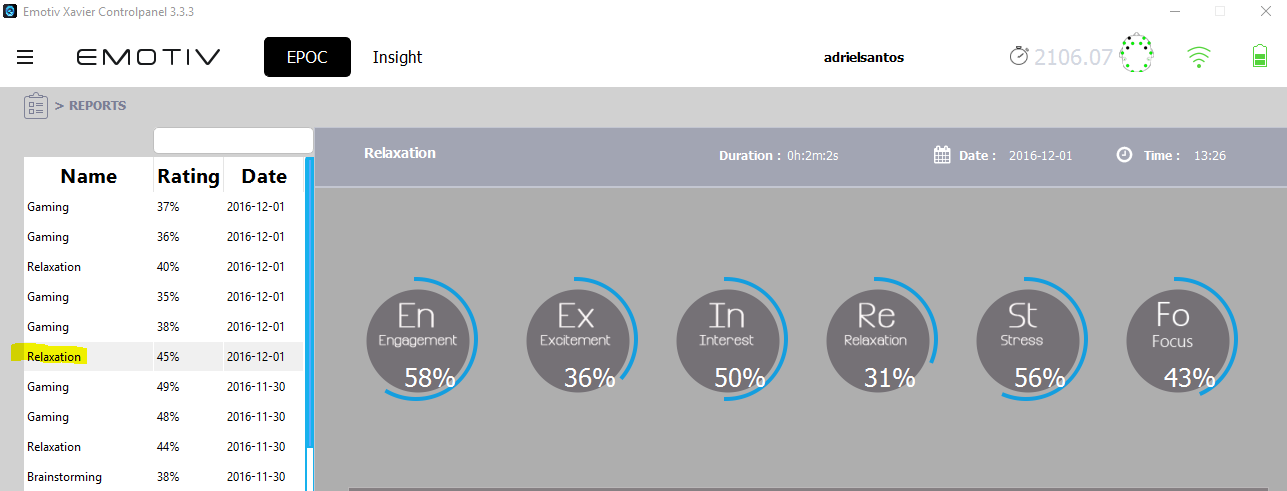 Emotiv Xavier Controlpanel 3.3.3
EMOTIV EPOC Insight adrielsantos 2106.07
> REPORTS
Relaxation Duration : 0h:2m:2s Date : 2016-12-01 Time : 13:26
Name Rating Date
Gaming 37% 2016-12-01
Gaming 36% 2016-12-01
Relaxation 40% 2016-12-01
Gaming 35% 2016-12-01
Gaming 38% 2016-12-01
Relaxation 45% 2016-12-01
Gaming 49% 2016-11-30
Gaming 48% 2016-11-30
Relaxation 44% 2016-11-30
Brainstorming 38% 2016-11-30
En
Engagement
58%
Ex
Excitement
36%
In
Interest
50%
Re
Relaxation
31%
St
Stress
56%
Fo
Focus
43%